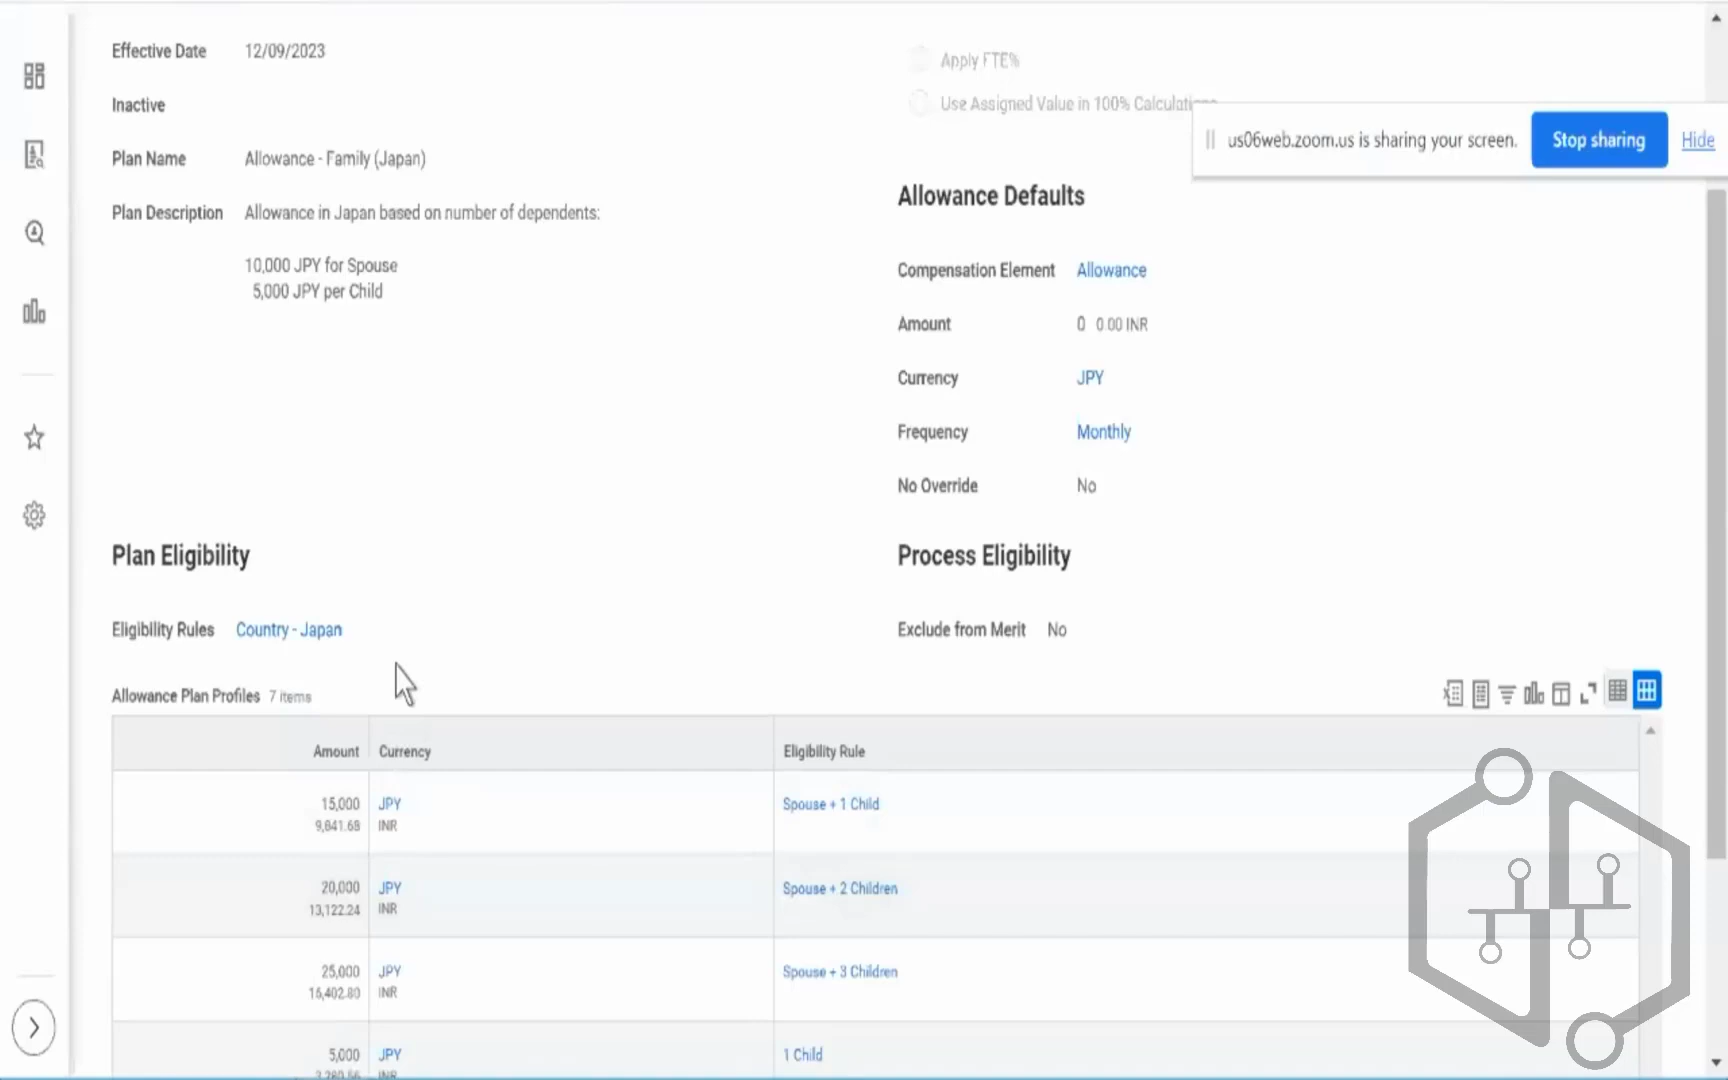 Effective Date 12/09/2023
Apply FTE%
Inactive
Use Assigned Value in 100% Calculations
us06web.zoom.us is sharing your screen. Stop sharing Hide
Plan Name Allowance - Family (Japan)
Allowance Defaults
Plan Description Allowance in Japan based on number of dependents:
10,000 JPY for Spouse
5,000 JPY per Child
Compensation Element Allowance
Amount 0 0.00 INR
Currency JPY
Frequency Monthly
No Override No
Plan Eligibility
Process Eligibility
Eligibility Rules Country - Japan
Exclude from Merit No
Allowance Plan Profiles 7 items
Amount Currency Eligibility Rule
15,000 JPY Spouse + 1 Child
9,841.68 INR
20,000 JPY Spouse + 2 Children
13,122.24 INR
25,000 JPY Spouse + 3 Children
16,402.80 INR
5,000 JPY 1 Child
3,280.56 INR